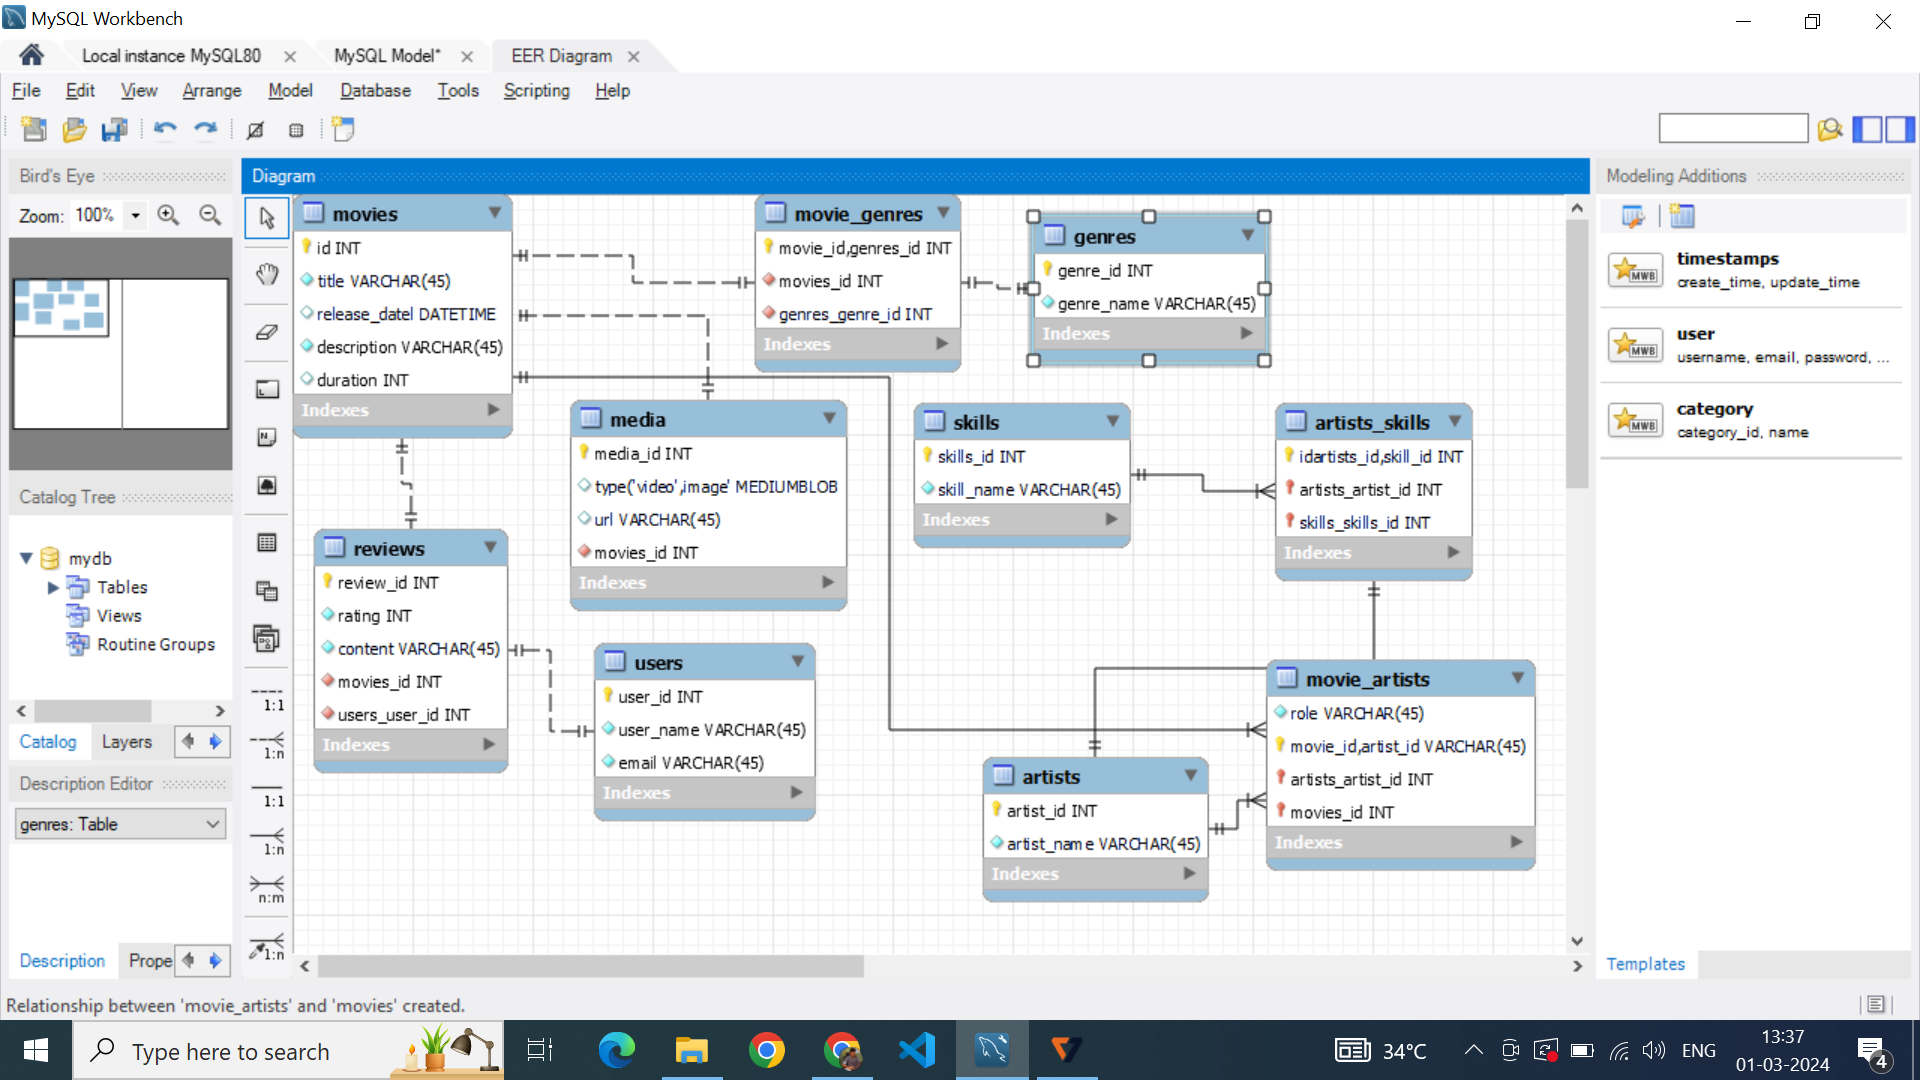 MySQL Workbench
Local instance MySQL80
MySQL Model*
EER Diagram
File Edit View Arrange Model Database Tools Scripting Help
Bird's Eye
Zoom: 100%
Catalog Tree
mydb
Tables
Views
Routine Groups
Catalog Layers
Description Editor
genres: Table
Description Prope
Diagram
1:1
1:n
1:1
1:n
n:m
1:n
movies
id INT
title VARCHAR(45)
release_datel DATETIME
description VARCHAR(45)
duration INT
Indexes
movie_genres
movie_id,genres_id INT
movies_id INT
genres_genre_id INT
Indexes
genres
genre_id INT
genre_name VARCHAR(45)
Indexes
media
media_id INT
type('video',image' MEDIUMBLOB
url VARCHAR(45)
movies_id INT
Indexes
skills
skills_id INT
skill_name VARCHAR(45)
Indexes
artists_skills
idartists_id,skill_id INT
artists_artist_id INT
skills_skills_id INT
Indexes
reviews
review_id INT
rating INT
content VARCHAR(45)
movies_id INT
users_user_id INT
Indexes
users
user_id INT
user_name VARCHAR(45)
email VARCHAR(45)
Indexes
movie_artists
role VARCHAR(45)
movie_id,artist_id VARCHAR(45)
artists_artist_id INT
movies_id INT
Indexes
artists
artist_id INT
artist_name VARCHAR(45)
Indexes
Modeling Additions
MWB
timestamps
create_time, update_time
MWB
user
username, email, password, ...
MWB
category
category_id, name
Templates
Relationship between 'movie_artists' and 'movies' created.
Type here to search
34°C
ENG
13:37
01-03-2024
4